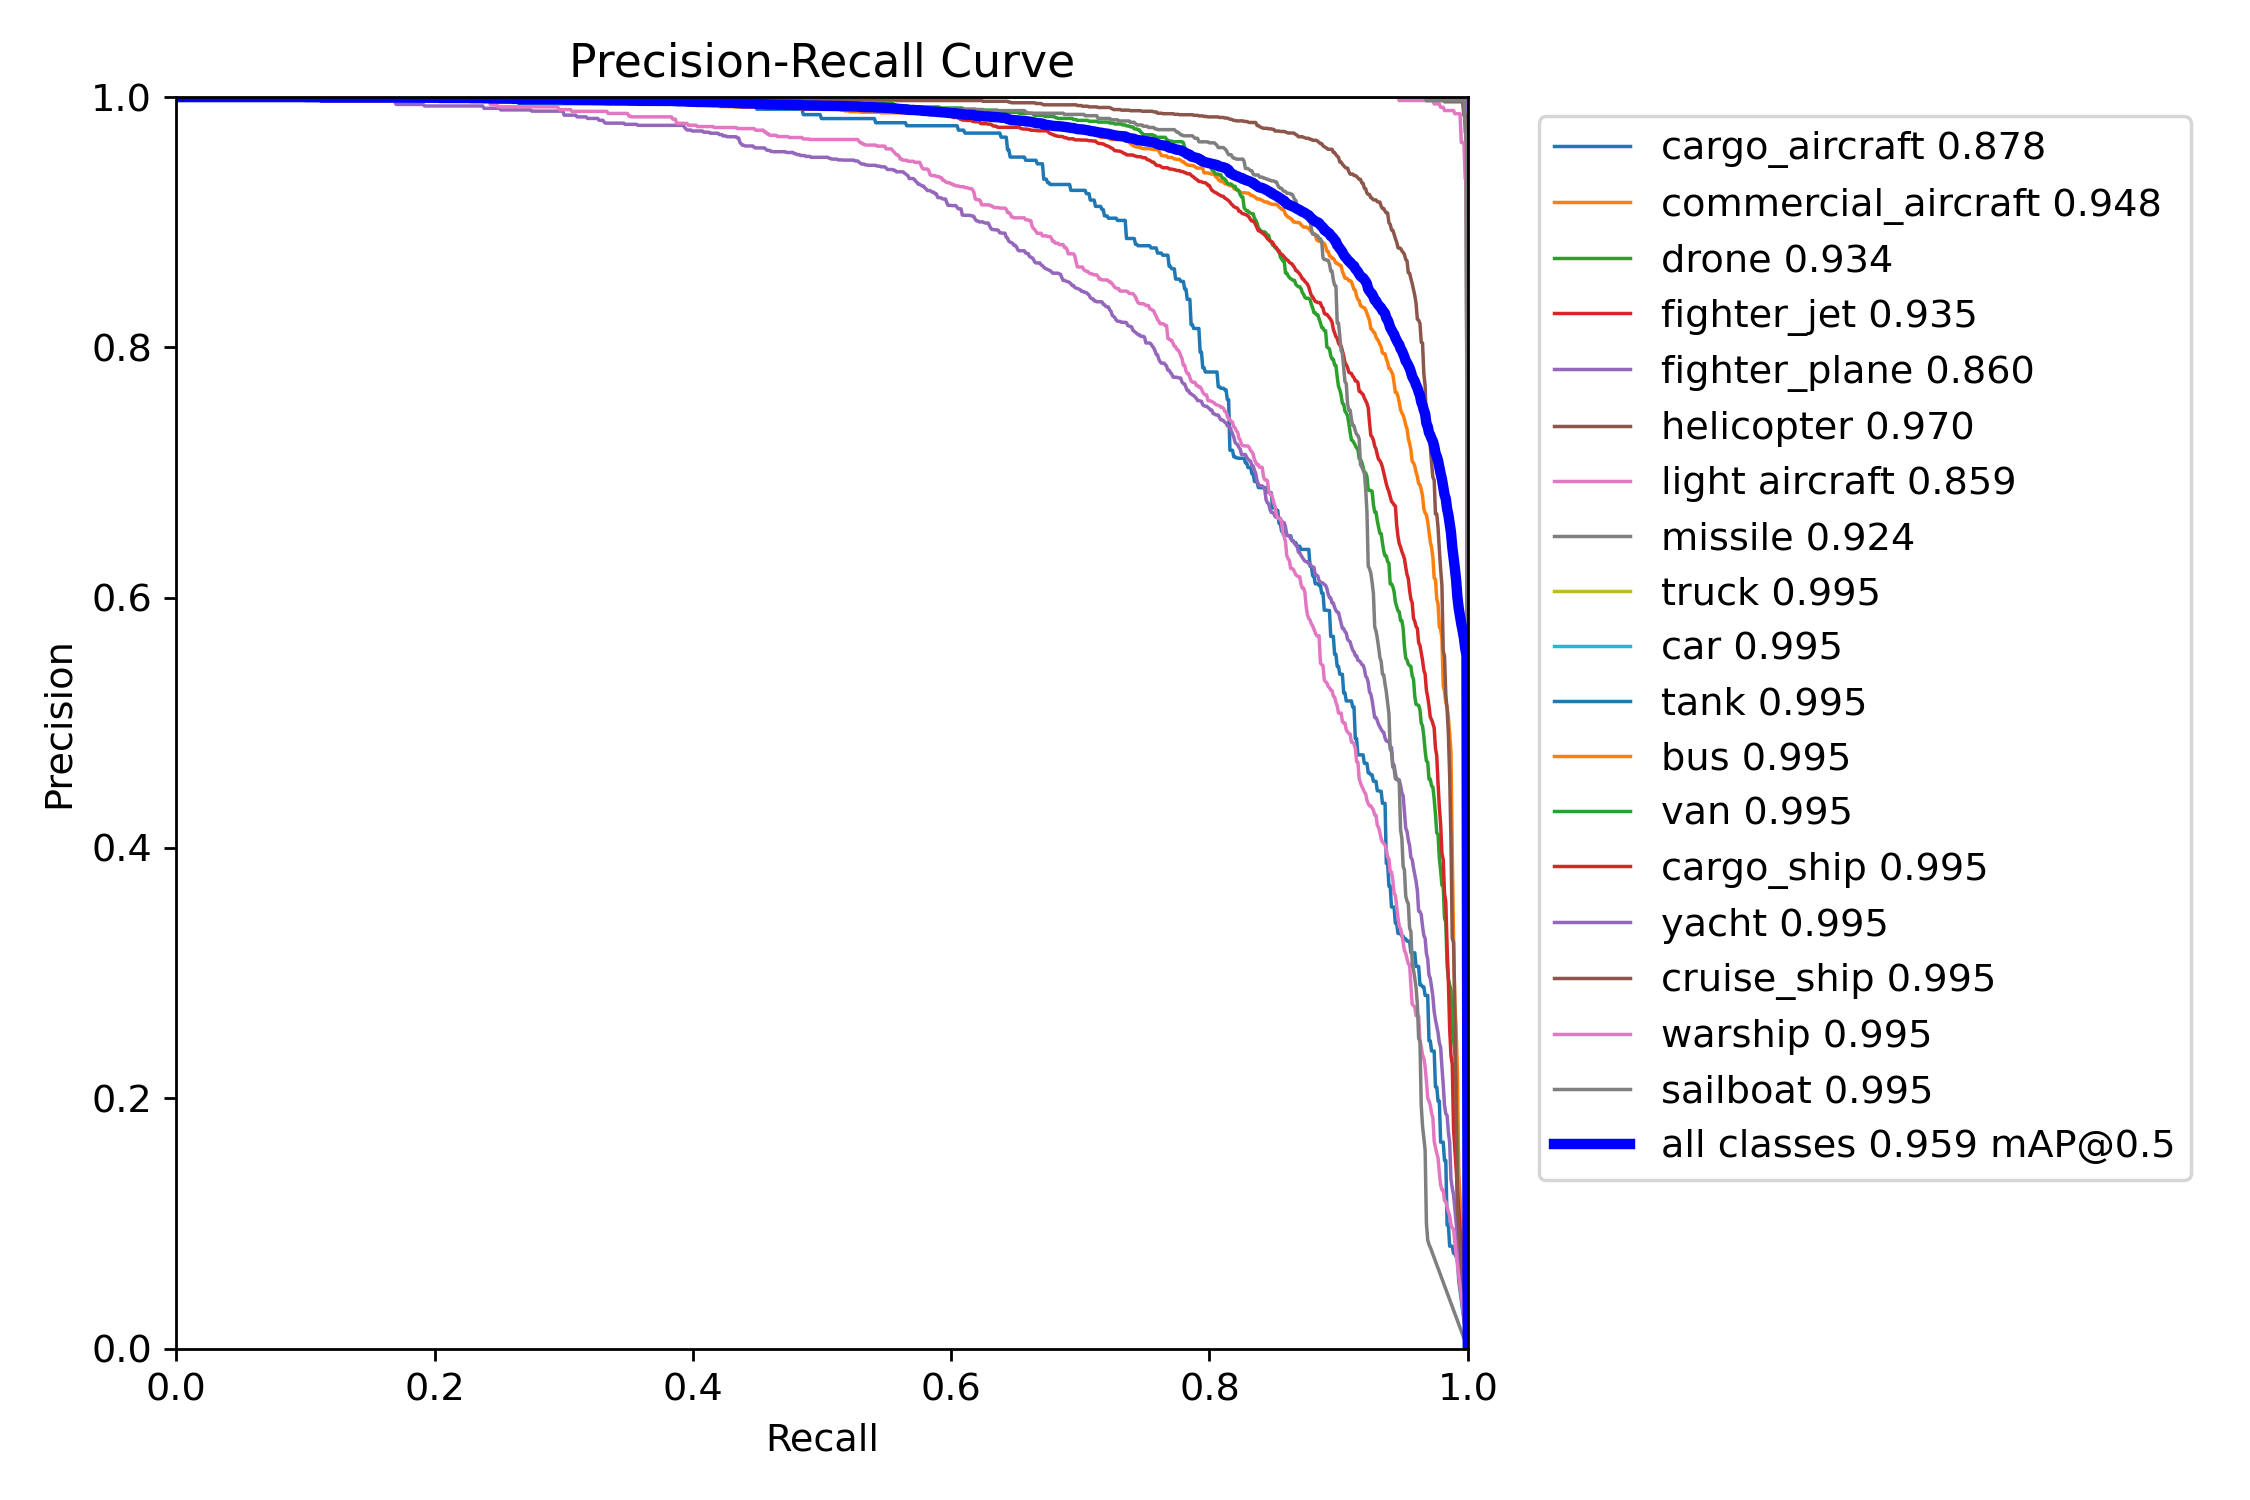 Precision-Recall Curve
1.0
0.8
0.6
0.4
0.2
0.0
Precision
0.0 0.2 0.4 0.6 0.8 1.0
Recall
cargo_aircraft 0.878
commercial_aircraft 0.948
drone 0.934
fighter_jet 0.935
fighter_plane 0.860
helicopter 0.970
light aircraft 0.859
missile 0.924
truck 0.995
car 0.995
tank 0.995
bus 0.995
van 0.995
cargo_ship 0.995
yacht 0.995
cruise_ship 0.995
warship 0.995
sailboat 0.995
all classes 0.959 mAP@0.5